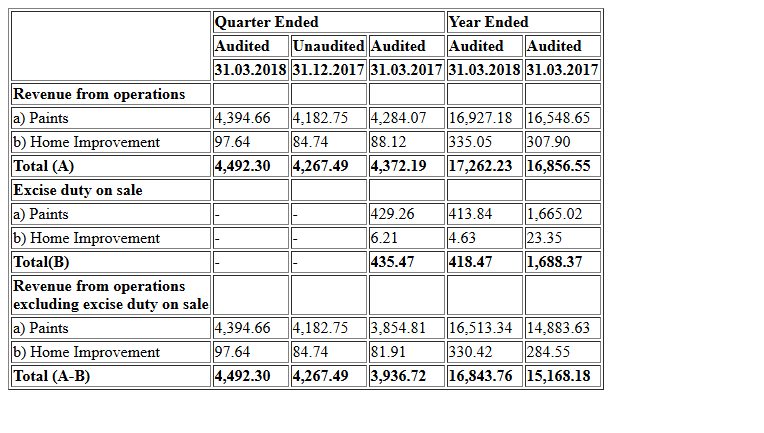 Quarter Ended Year Ended
Audited Unaudited Audited Audited Audited
31.03.2018 31.12.2017 31.03.2017 31.03.2018 31.03.2017
Revenue from operations
a) Paints 4,394.66 4,182.75 4,284.07 16,927.18 16,548.65
b) Home Improvement 97.64 84.74 88.12 335.05 307.90
Total (A) 4,492.30 4,267.49 4,372.19 17,262.23 16,856.55
Excise duty on sale
a) Paints - - 429.26 413.84 1,665.02
b) Home Improvement - - 6.21 4.63 23.35
Total(B) - - 435.47 418.47 1,688.37
Revenue from operations
excluding excise duty on sale
a) Paints 4,394.66 4,182.75 3,854.81 16,513.34 14,883.63
b) Home Improvement 97.64 84.74 81.91 330.42 284.55
Total (A-B) 4,492.30 4,267.49 3,936.72 16,843.76 15,168.18